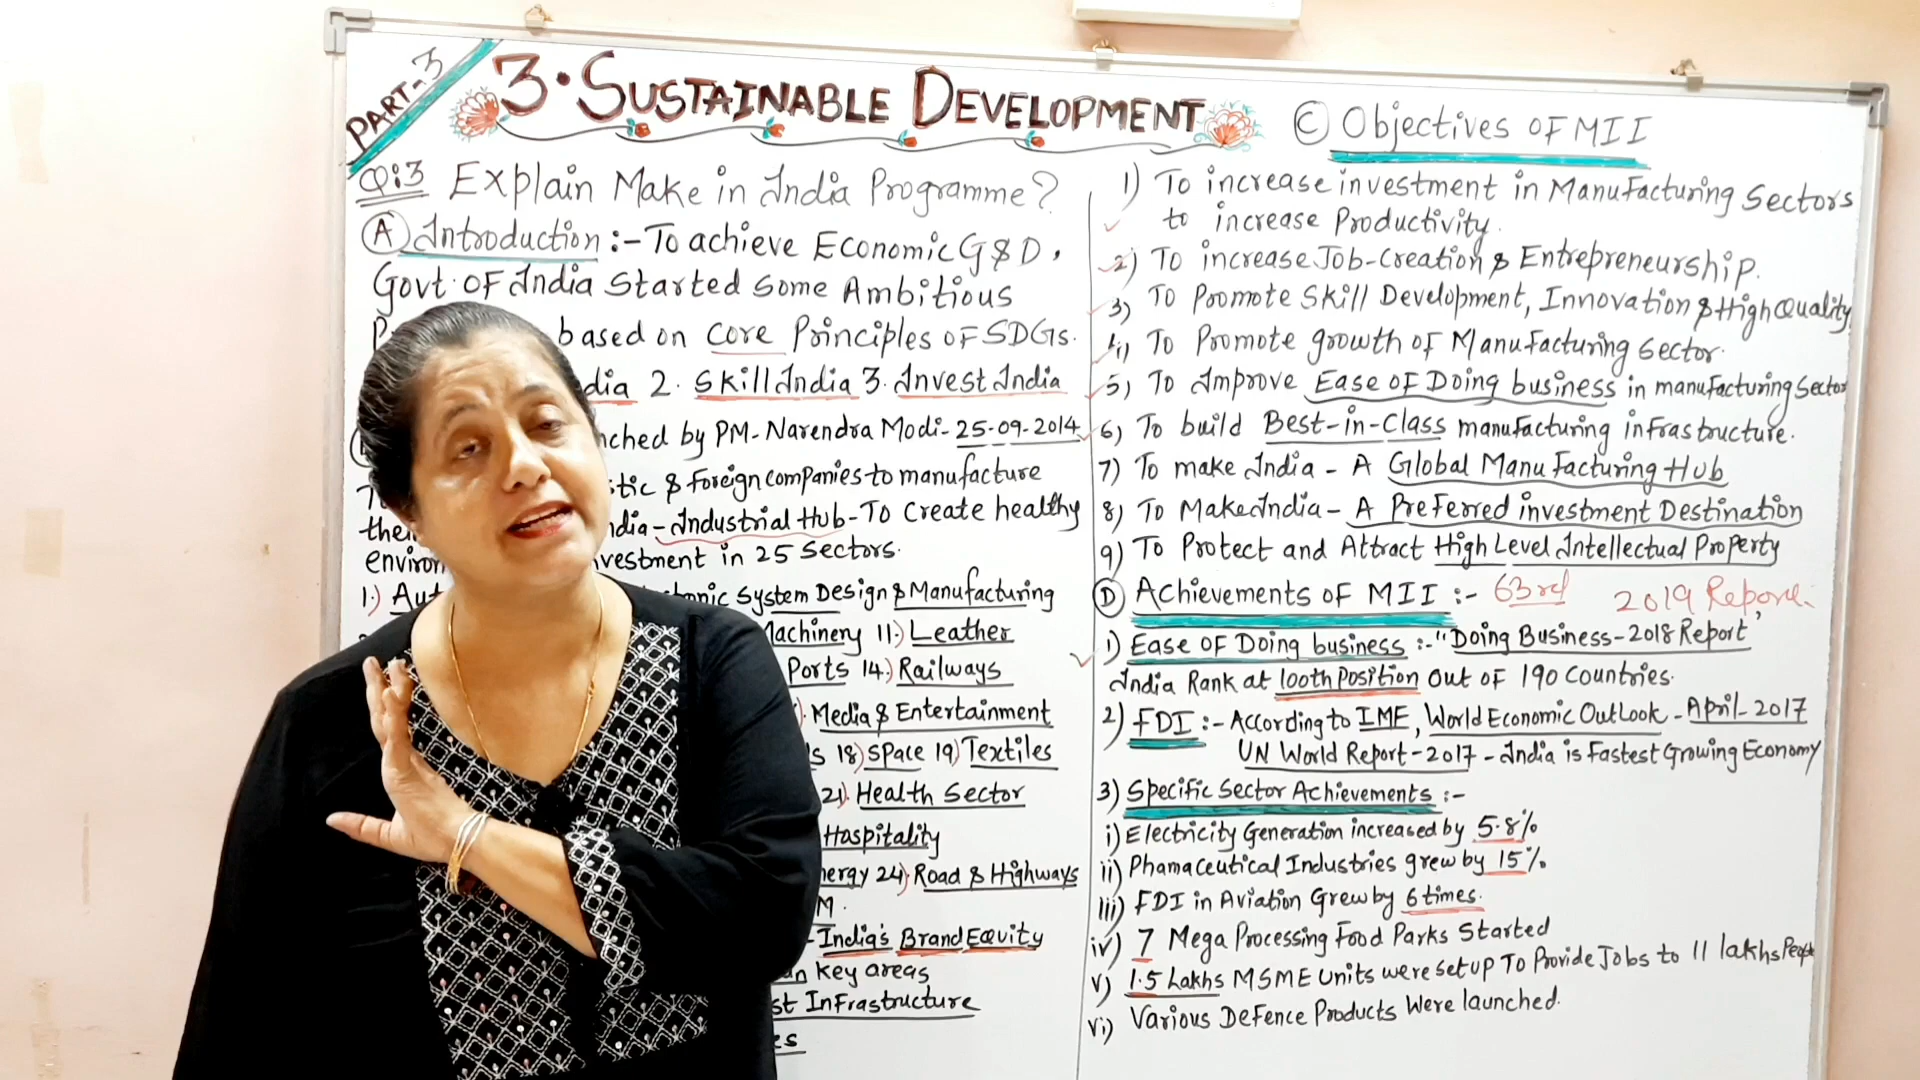 PART-3
3. SUSTAINABLE DEVELOPMENT
Q:3 Explain Make in India Programme?
(A) Introduction :- To achieve Economic G & D,
Govt. of India Started some Ambitious
based on core Principles of SDGs.
dia 2. Skill India 3. Invest India
nched by PM- Narendra Modi- 25-09-2014
stic & foreign companies to manufacture
their ndia - Industrial Hub - To create healthy
environ vestment in 25 sectors.
1.) Aut tronic System Design & Manufacturing
Machinery 11.) Leather
Ports 14.) Railways
Media & Entertainment
s 18) Space 19) Textiles
21) Health Sector
Hospitality
nergy 24) Road & Highways
M.
- India's Brand Equity
an key areas
st Infrastructure
es
(C) Objectives of MII
1) To increase investment in Manufacturing Sectors
to increase Productivity.
2) To increase Job-Creation & Entrepreneurship.
3) To Promote Skill Development, Innovation & High Quality
4) To Promote growth of Manufacturing Sector.
5) To Improve Ease of Doing business in manufacturing Sector
6) To build Best-in-Class manufacturing infrastructure.
7) To make India - A Global Manufacturing Hub
8) To Make India - A Preferred investment Destination
9) To Protect and Attract High Level Intellectual Property
(D) Achievements of MII :- 63rd 2019 Report.
1) Ease of Doing business :- "Doing Business-2018 Report"
India Rank at 100th Position out of 190 Countries.
2) FDI :- According to IMF, World Economic Outlook - April-2017
UN World Report-2017 - India is Fastest Growing Economy
3) Specific Sector Achievements :-
i) Electricity Generation increased by 5.8%
ii) Phamaceutical Industries grew by 15%
iii) FDI in Aviation Grew by 6 times.
iv) 7 Mega Processing Food Parks Started
v) 1.5 Lakhs MSME Units were setup To Provide Jobs to 11 lakhs People
vi) Various Defence Products Were launched.